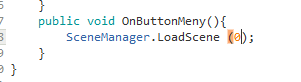 }
public void OnButtonMeny(){
SceneManager.LoadScene (0);
}
}